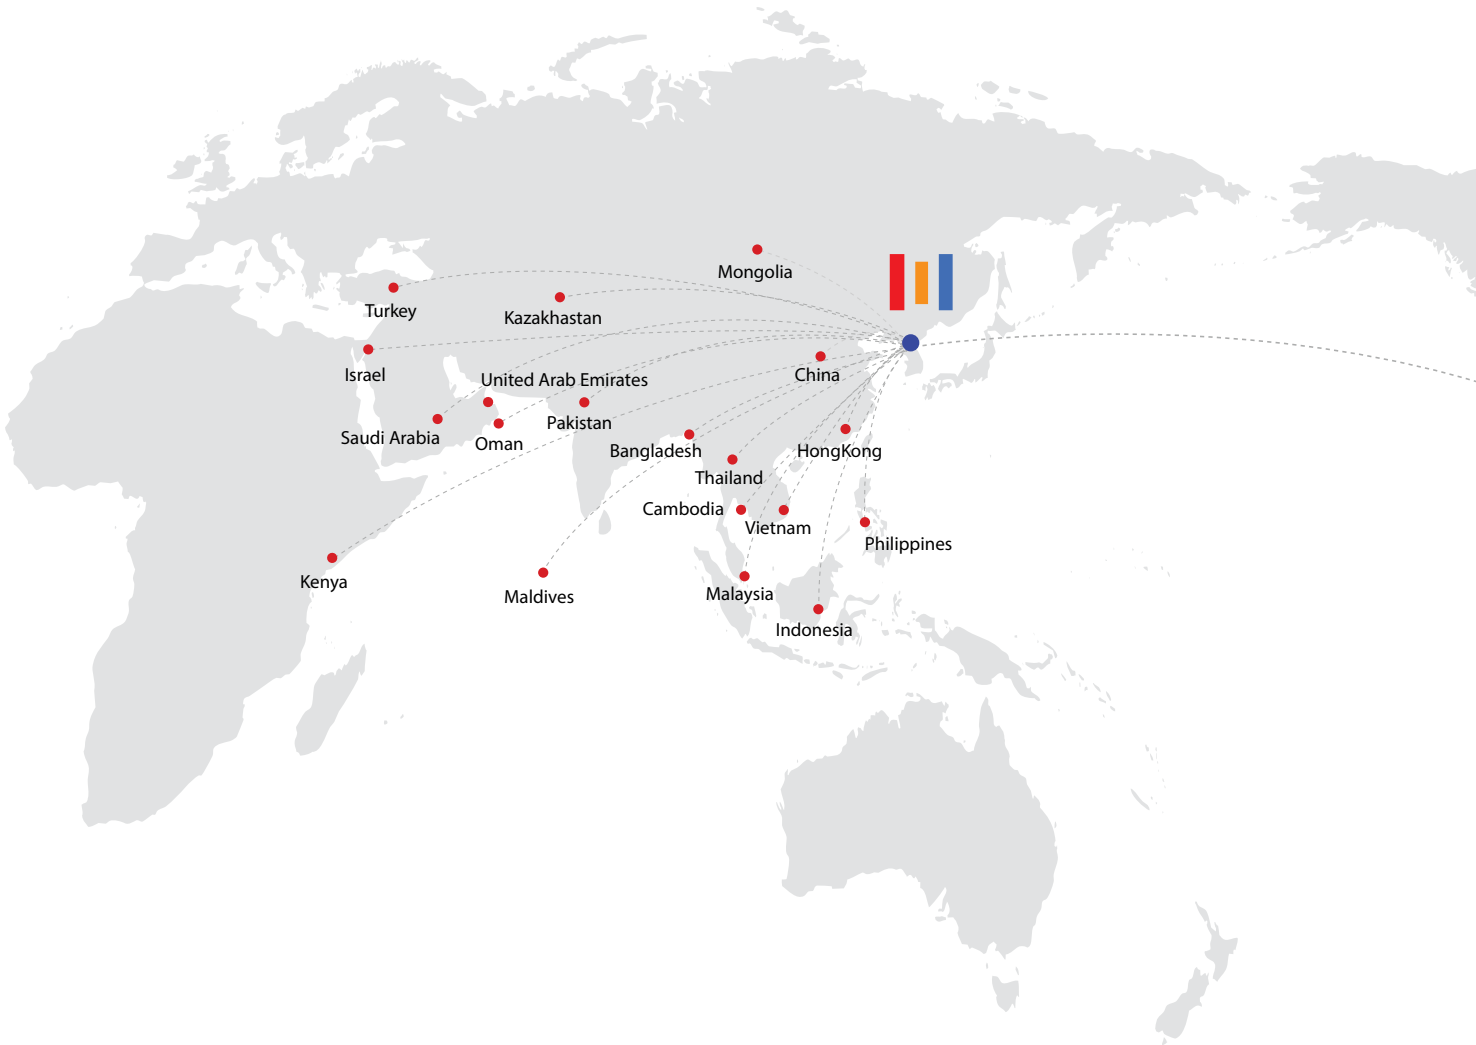 Mongolia
Turkey
Kazakhastan
Israel
China
United Arab Emirates
Pakistan
Saudi Arabia
Oman
Bangladesh
HongKong
Thailand
Cambodia
Vietnam
Philippines
Kenya
Maldives
Malaysia
Indonesia